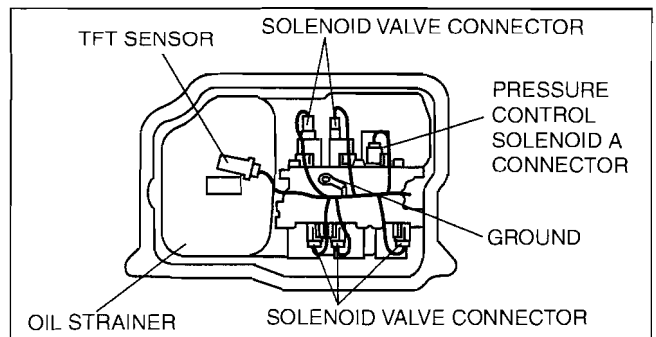 SOLENOID VALVE CONNECTOR
TFT SENSOR
PRESSURE
CONTROL
SOLENOID A
CONNECTOR
GROUND
OIL STRAINER
SOLENOID VALVE CONNECTOR